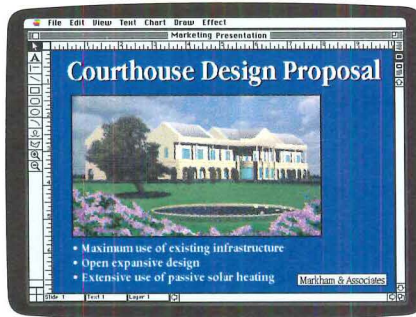 File Edit View Text Chart Draw Effect
Marketing Presentation
Courthouse Design Proposal
• Maximum use of existing infrastructure
• Open expansive design
• Extensive use of passive solar heating
Markham & Associates
Slide 1 Text 1 Layer 1